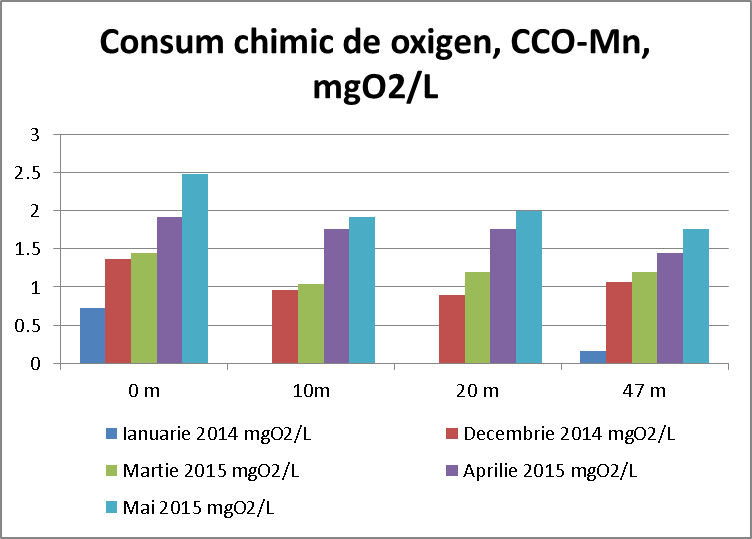 Consum chimic de oxigen, CCO-Mn,
mgO2/L
3
2.5
2
1.5
1
0.5
0
0 m 10m 20 m 47 m
Ianuarie 2014 mgO2/L Decembrie 2014 mgO2/L
Martie 2015 mgO2/L Aprilie 2015 mgO2/L
Mai 2015 mgO2/L